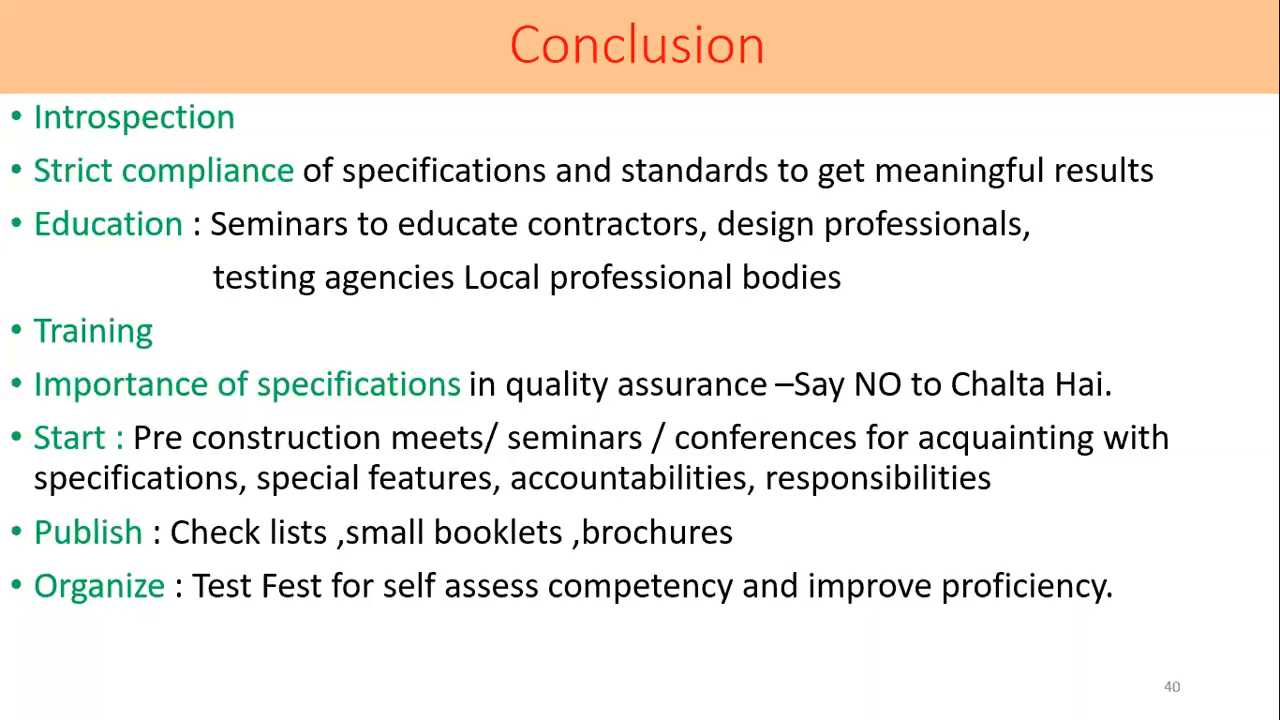 Conclusion
• Introspection
• Strict compliance of specifications and standards to get meaningful results
• Education : Seminars to educate contractors, design professionals,
testing agencies Local professional bodies
• Training
• Importance of specifications in quality assurance –Say NO to Chalta Hai.
• Start : Pre construction meets/ seminars / conferences for acquainting with
specifications, special features, accountabilities, responsibilities
• Publish : Check lists ,small booklets ,brochures
• Organize : Test Fest for self assess competency and improve proficiency.
40